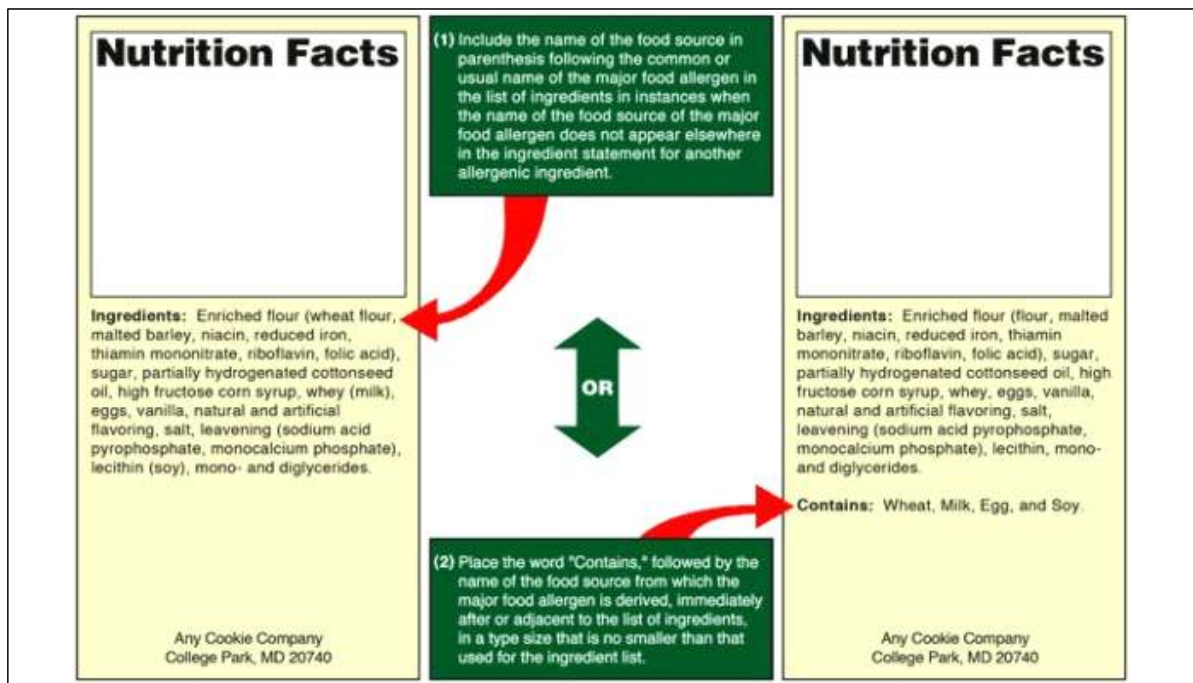 Nutrition Facts
Ingredients: Enriched flour (wheat flour,
malted barley, niacin, reduced iron,
thiamin mononitrate, riboflavin, folic acid),
sugar, partially hydrogenated cottonseed
oil, high fructose corn syrup, whey (milk),
eggs, vanilla, natural and artificial
flavoring, salt, leavening (sodium acid
pyrophosphate, monocalcium phosphate),
lecithin (soy), mono- and diglycerides.
Any Cookie Company
College Park, MD 20740
(1) Include the name of the food source in
parenthesis following the common or
usual name of the major food allergen in
the list of ingredients in instances when
the name of the food source of the major
food allergen does not appear elsewhere
in the ingredient statement for another
allergenic ingredient.
OR
(2) Place the word "Contains," followed by the
name of the food source from which the
major food allergen is derived, immediately
after or adjacent to the list of ingredients,
in a type size that is no smaller than that
used for the ingredient list.
Nutrition Facts
Ingredients: Enriched flour (flour, malted
barley, niacin, reduced iron, thiamin
mononitrate, riboflavin, folic acid), sugar,
partially hydrogenated cottonseed oil, high
fructose corn syrup, whey, eggs, vanilla,
natural and artificial flavoring, salt,
leavening (sodium acid pyrophosphate,
monocalcium phosphate), lecithin, mono-
and diglycerides.
Contains: Wheat, Milk, Egg, and Soy.
Any Cookie Company
College Park, MD 20740